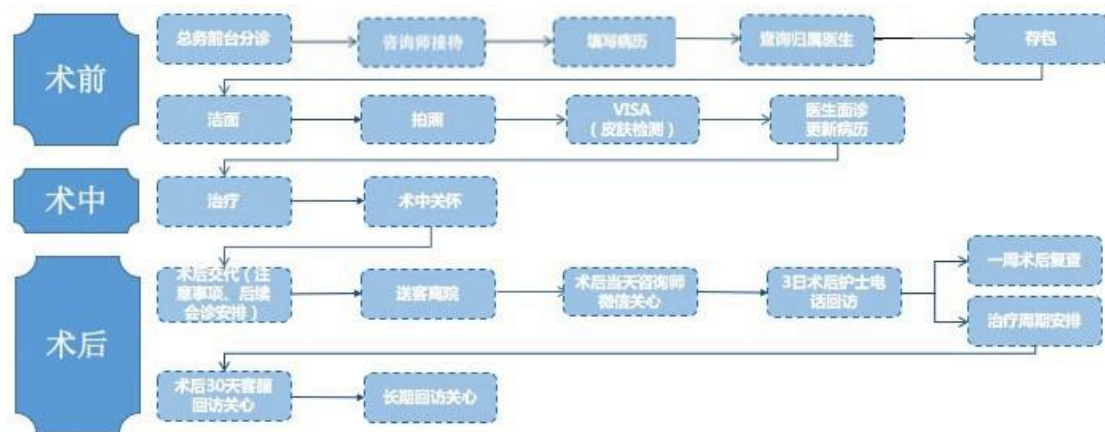 术前
总务前台分诊
咨询师接待
填写病历
查询归属医生
存包
洁面
拍照
VISA
（皮肤检测）
医生面诊
更新病历
术中
治疗
术中关怀
术后
术后交代（注
意事项、后续
会诊安排）
送客离院
术后当天咨询师
微信关心
3日术后护士电
话回访
一周术后复查
治疗周期安排
术后30天客服
回访关心
长期回访关心